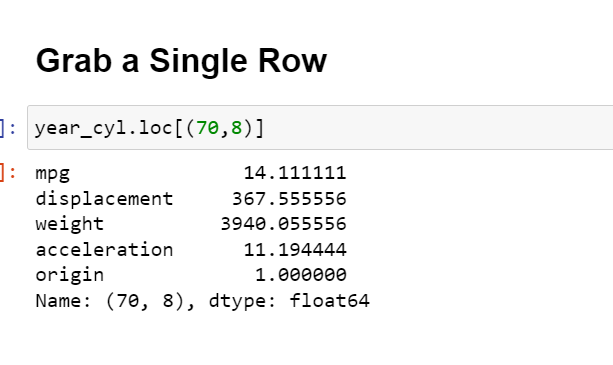 Grab a Single Row
]: year_cyl.loc[(70,8)]
]: mpg 14.111111
displacement 367.555556
weight 3940.055556
acceleration 11.194444
origin 1.000000
Name: (70, 8), dtype: float64